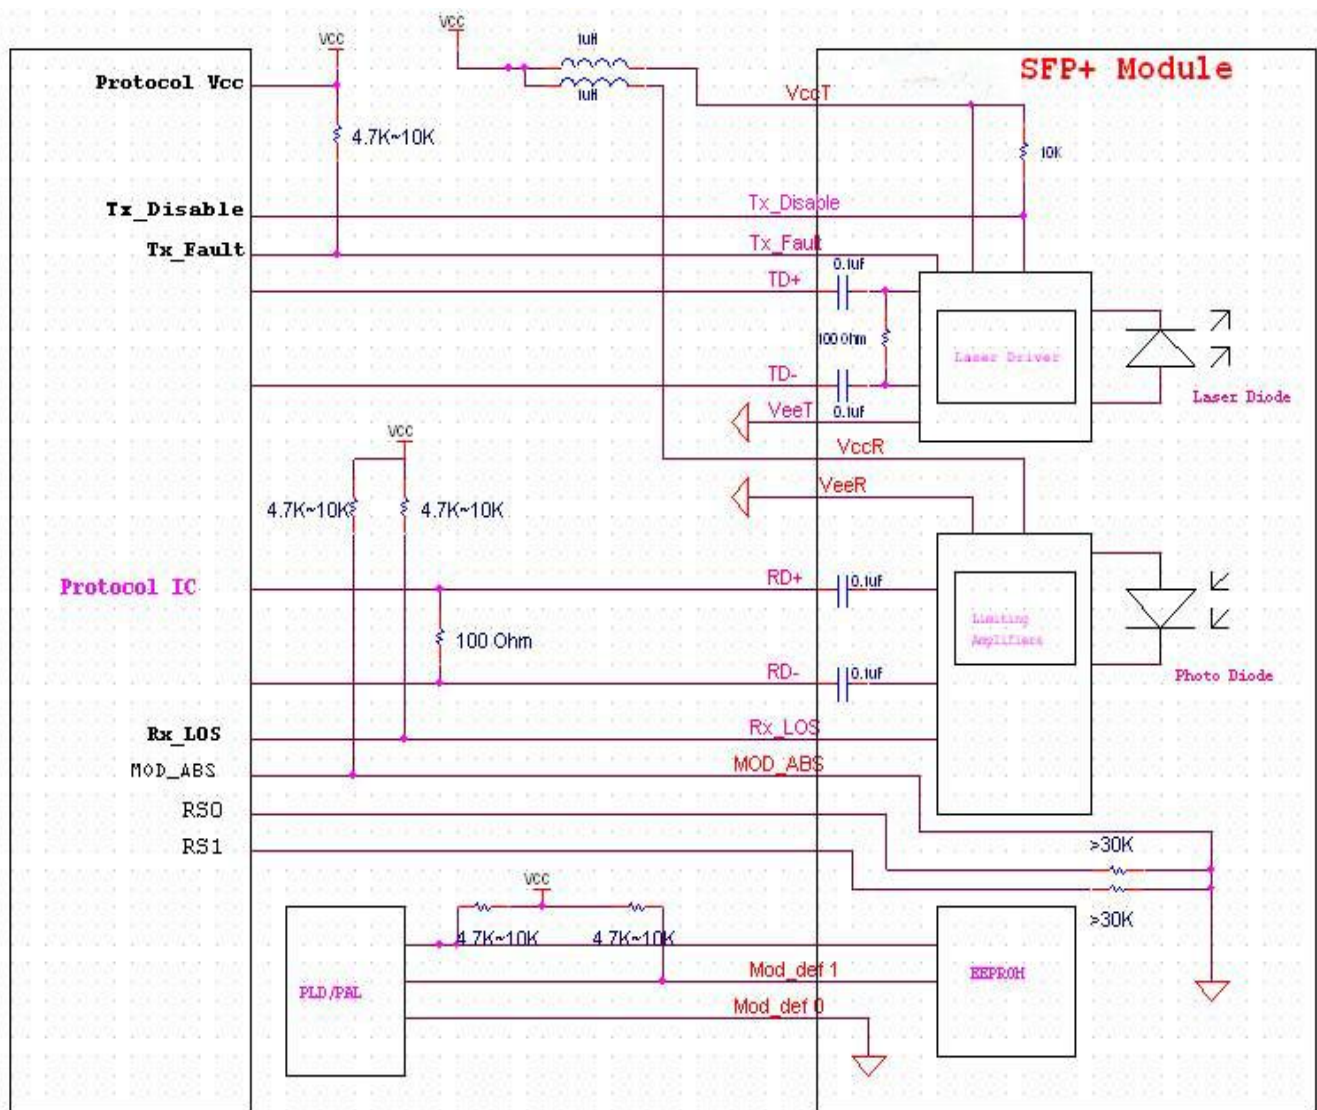 VCC
VCC
1uH
SFP+ Module
Protocol Vcc
1uH
VccT
4.7K~10K
10K
Tx_Disable
Tx_Disable
Tx_Fault
Tx_Fault
0.1uf
TD+
100 Ohm
Laser Driver
TD-
Laser Diode
VeeT
0.1uf
VCC
VccR
VeeR
4.7K~10K
4.7K~10K
Protocol IC
RD+
0.1uf
Limiting
Amplifiers
100 Ohm
RD-
0.1uf
Photo Diode
Rx_LOS
Rx_LOS
MOD_ABS
MOD_ABS
RS0
RS1
>30K
VCC
>30K
4.7K~10K
4.7K~10K
Mod_def 1
EEPROM
PLD/PAL
Mod_def 0